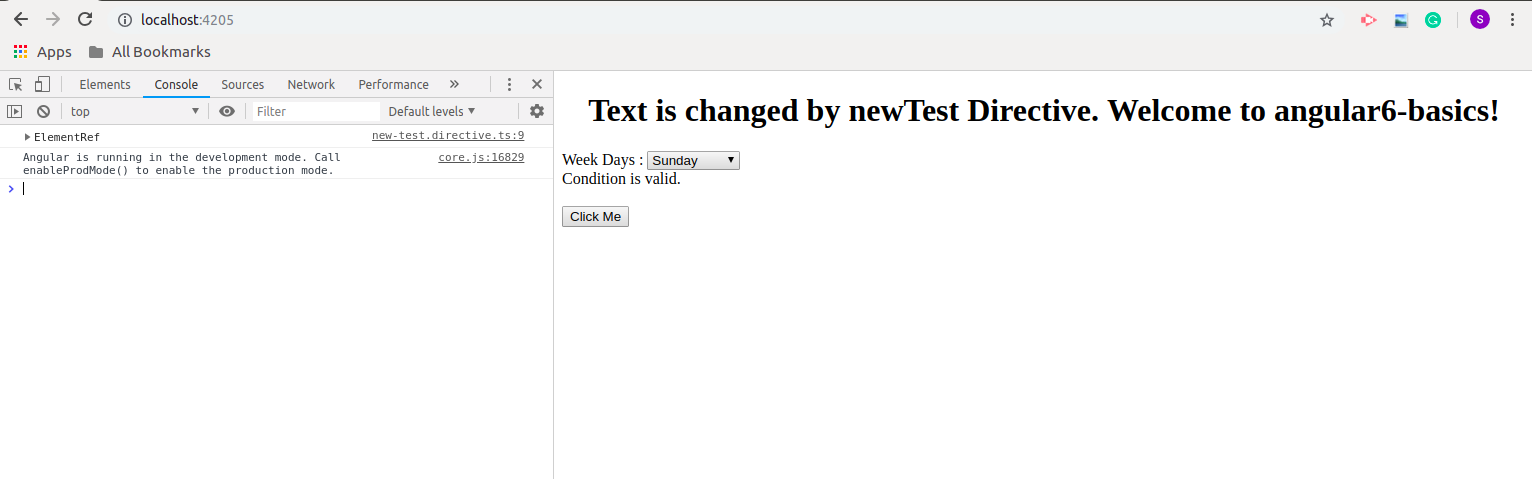 localhost:4205
S
Apps All Bookmarks
Elements Console Sources Network Performance »
top Filter Default levels
ElementRef new-test.directive.ts:9
Angular is running in the development mode. Call core.js:16829
enableProdMode() to enable the production mode.
Text is changed by newTest Directive. Welcome to angular6-basics!
Week Days : Sunday
Condition is valid.
Click Me